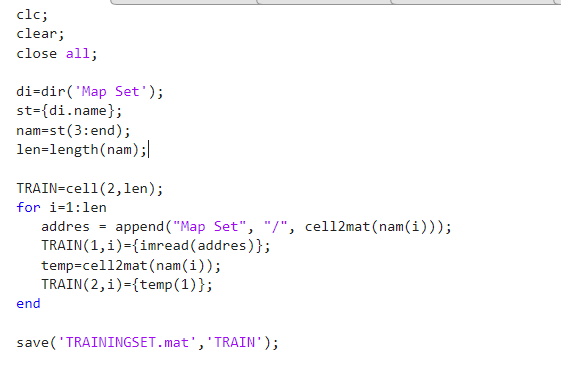 clc;
clear;
close all;
di=dir('Map Set');
st={di.name};
nam=st(3:end);
len=length(nam);
TRAIN=cell(2,len);
for i=1:len
addres = append("Map Set", "/", cell2mat(nam(i)));
TRAIN(1,i)={imread(addres)};
temp=cell2mat(nam(i));
TRAIN(2,i)={temp(1)};
end
save('TRAININGSET.mat','TRAIN');